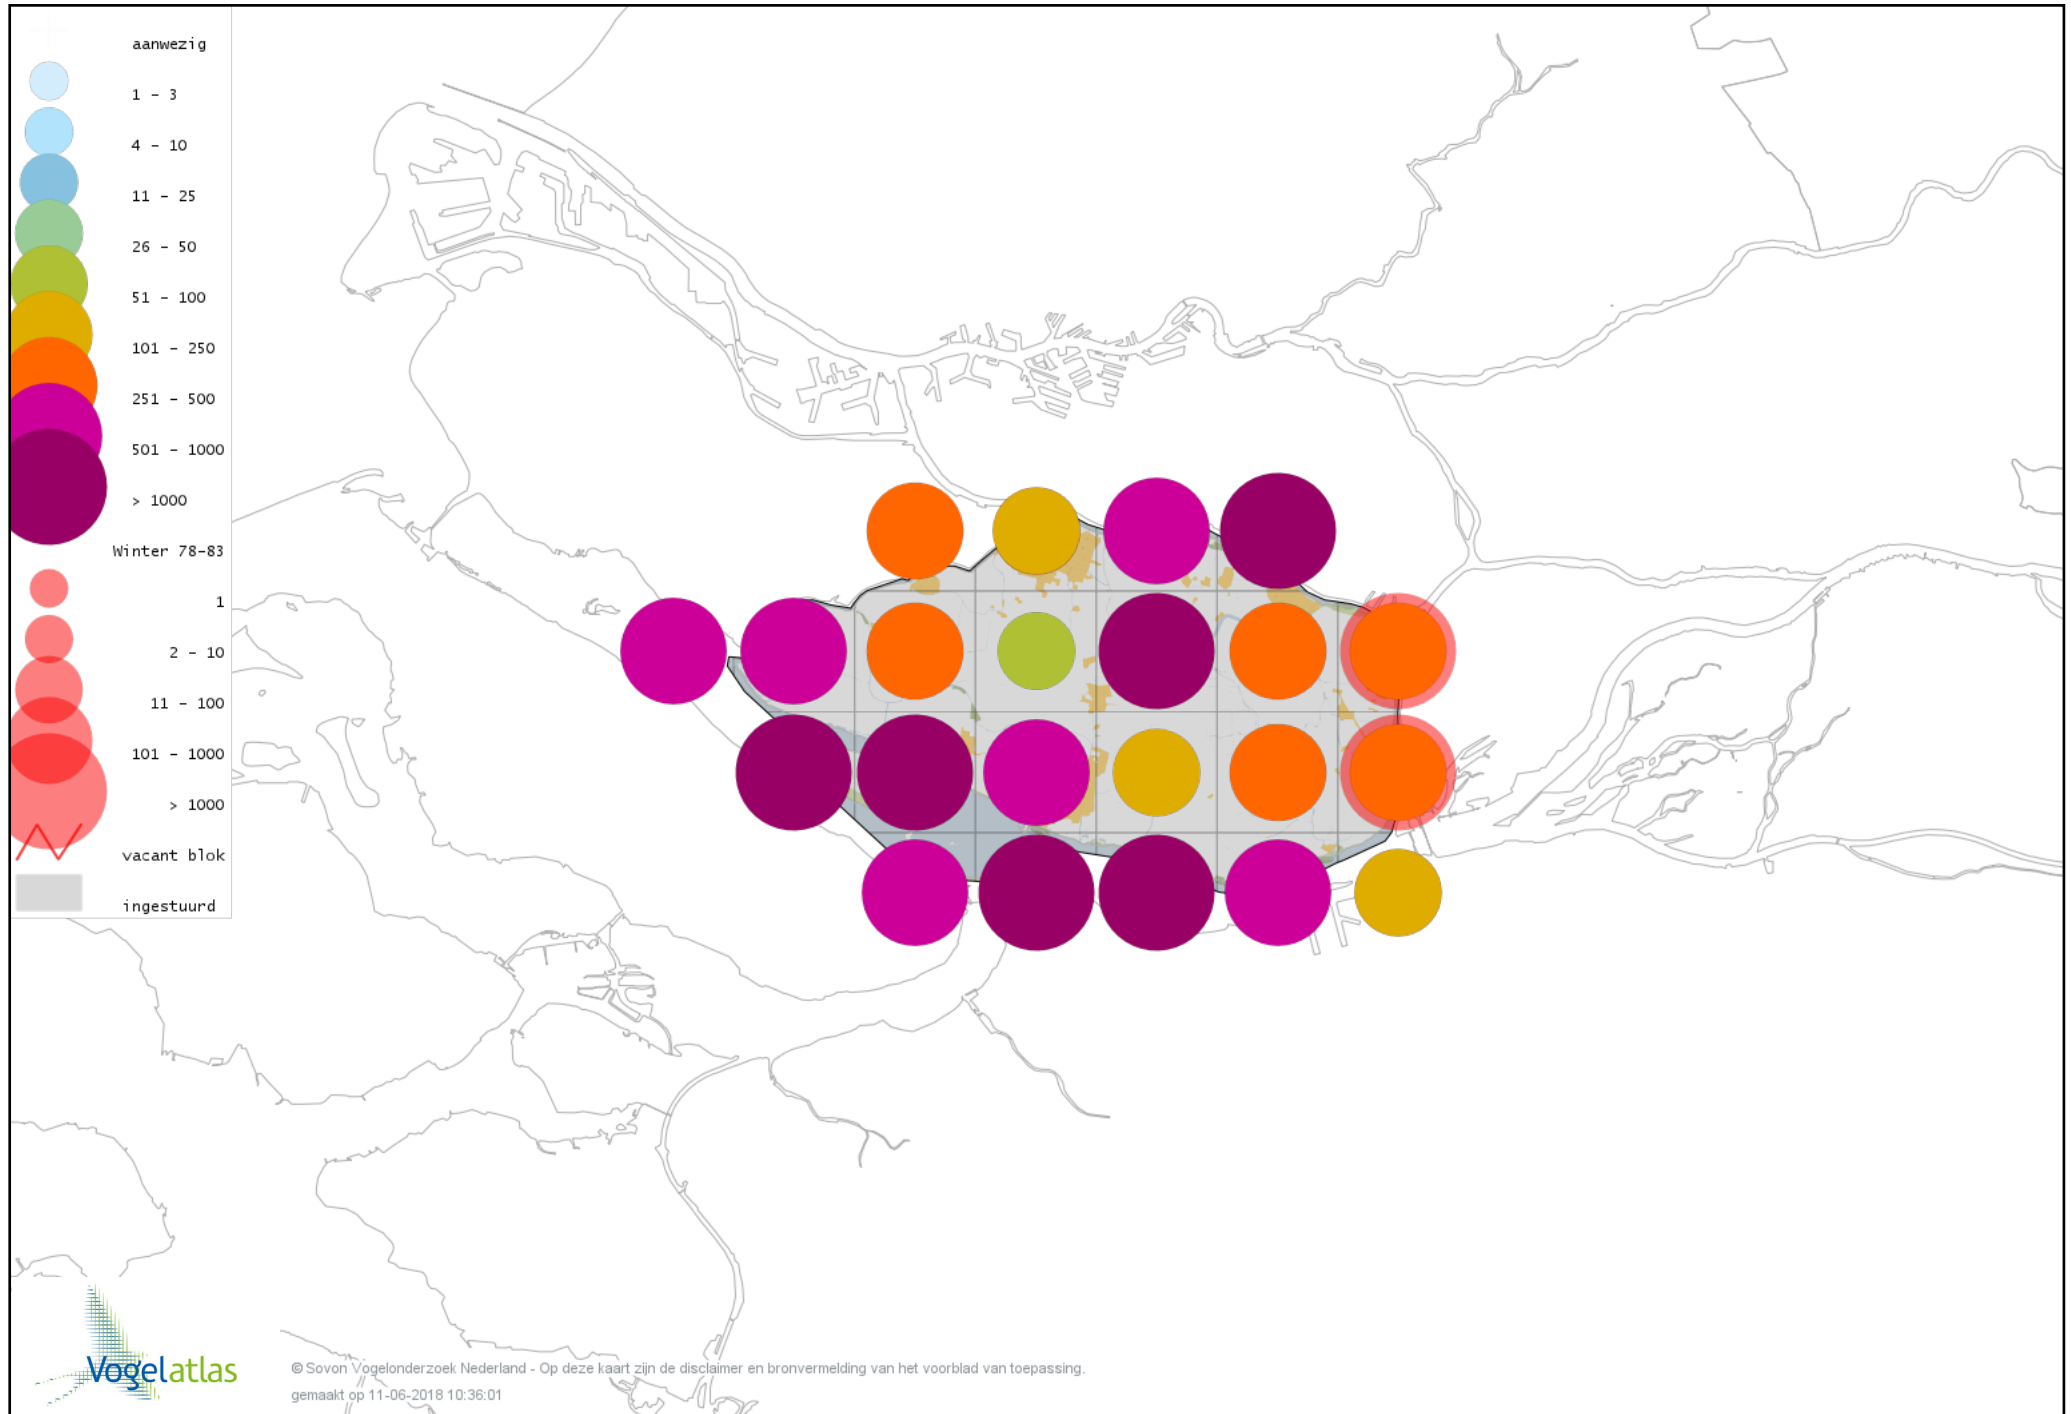 aanwezig
1 - 3
4 - 10
11 - 25
26 - 50
51 - 100
101 - 250
251 - 500
501 - 1000
> 1000
Winter 78-83
1
2 - 10
11 - 100
101 - 1000
> 1000
vacant blok
ingestuurd
Vogelatlas
© Sovon Vogelonderzoek Nederland - Op deze kaart zijn de disclaimer en bronvermelding van het voorblad van toepassing.
gemaakt op 11-06-2018 10:36:01